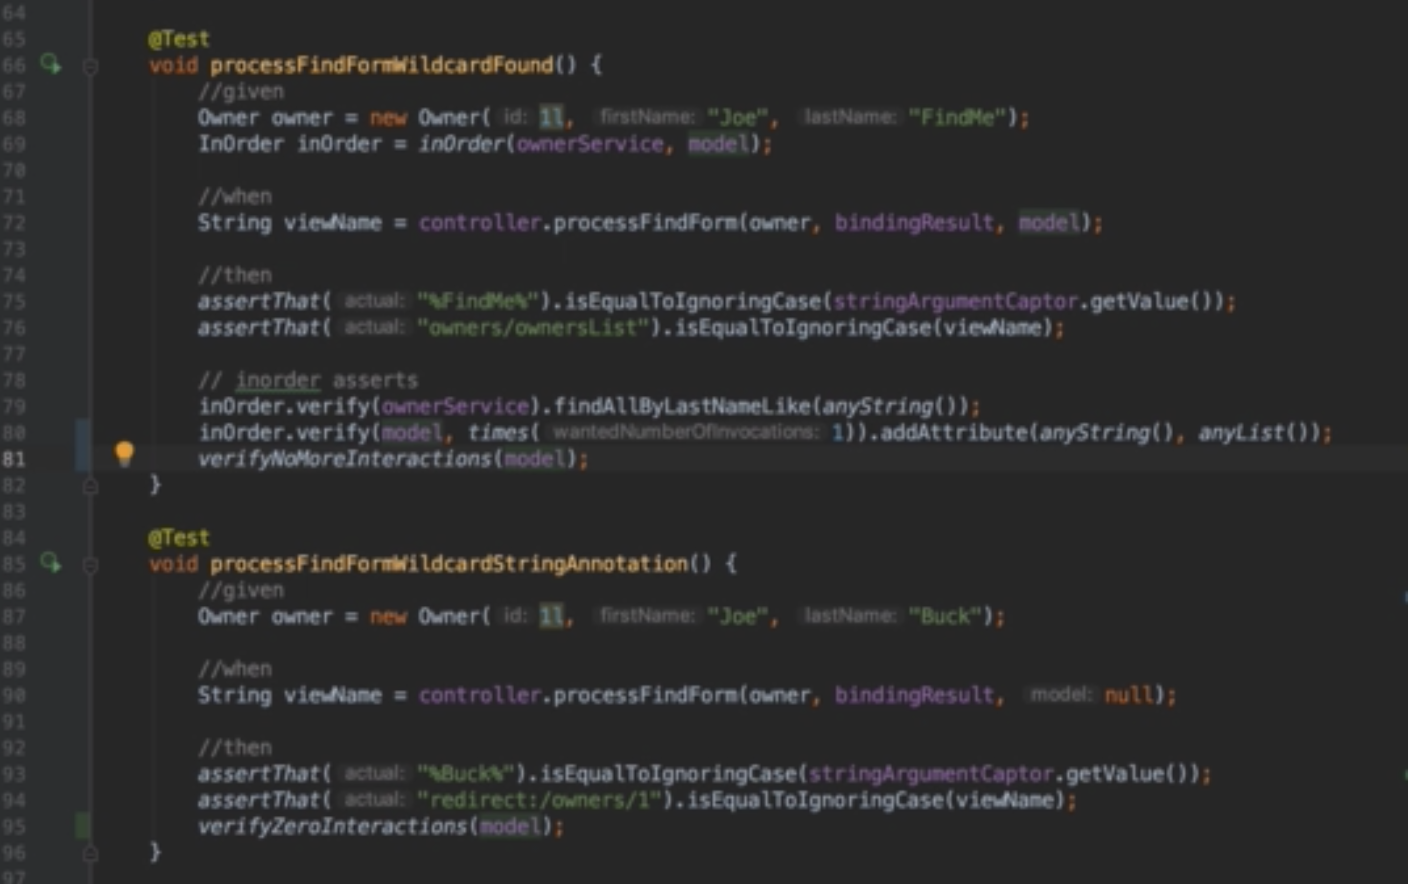 64
65 @Test
66 void processFindFormWildcardFound() {
67 //given
68 Owner owner = new Owner( id: 1l, firstName: "Joe", lastName: "FindMe");
69 InOrder inOrder = inOrder(ownerService, model);
70
71 //when
72 String viewName = controller.processFindForm(owner, bindingResult, model);
73
74 //then
75 assertThat( actual: "%FindMe%").isEqualToIgnoringCase(stringArgumentCaptor.getValue());
76 assertThat( actual: "owners/ownersList").isEqualToIgnoringCase(viewName);
77
78 // inorder asserts
79 inOrder.verify(ownerService).findAllByLastNameLike(anyString());
80 inOrder.verify(model, times( wantedNumberOfInvocations: 1)).addAttribute(anyString(), anyList());
81 verifyNoMoreInteractions(model);
82 }
83
84 @Test
85 void processFindFormWildcardStringAnnotation() {
86 //given
87 Owner owner = new Owner( id: 1l, firstName: "Joe", lastName: "Buck");
88
89 //when
90 String viewName = controller.processFindForm(owner, bindingResult, model: null);
91
92 //then
93 assertThat( actual: "%Buck%").isEqualToIgnoringCase(stringArgumentCaptor.getValue());
94 assertThat( actual: "redirect:/owners/1").isEqualToIgnoringCase(viewName);
95 verifyZeroInteractions(model);
96 }
97